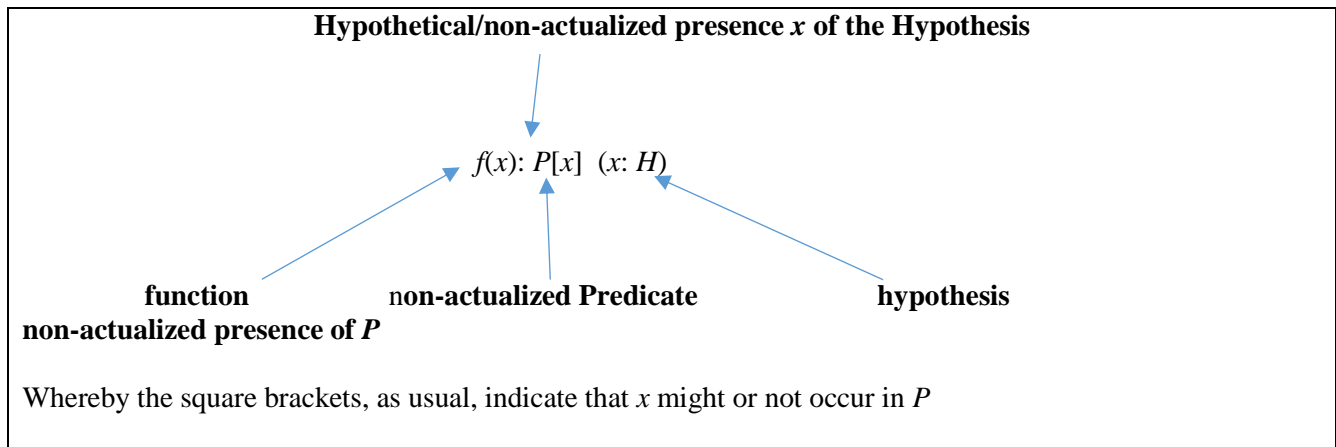 Hypothetical/non-actualized presence x of the Hypothesis
f(x): P[x] (x: H)
function non-actualized Predicate hypothesis
non-actualized presence of P
Whereby the square brackets, as usual, indicate that x might or not occur in P